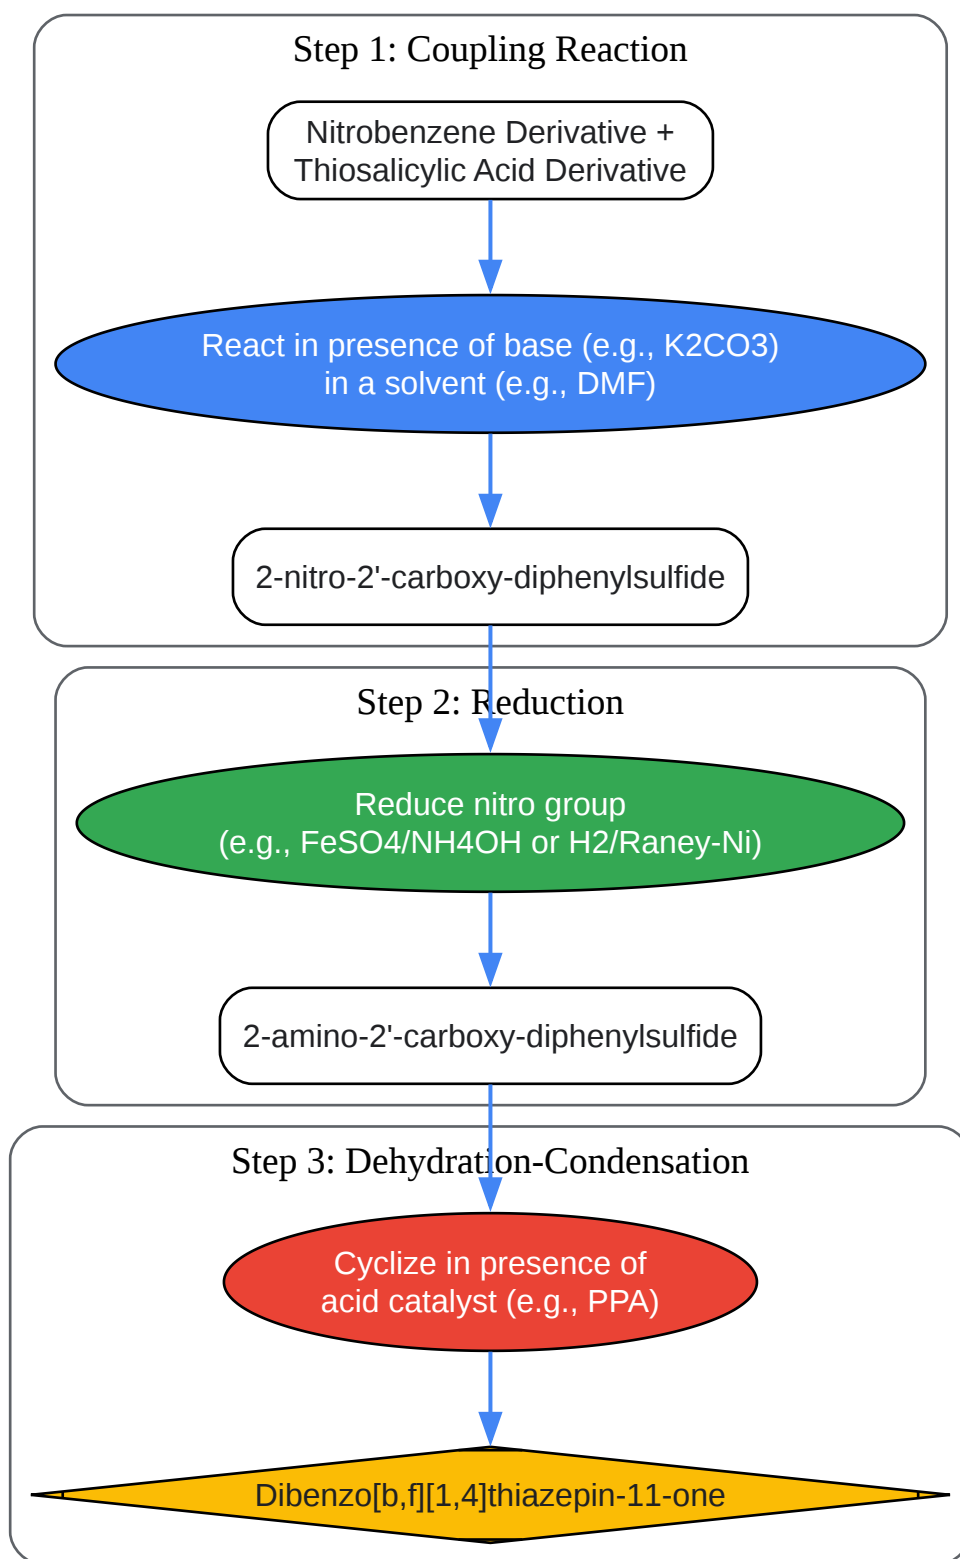 Step 1: Coupling Reaction
Nitrobenzene Derivative +
Thiosalicylic Acid Derivative
React in presence of base (e.g., K2CO3)
in a solvent (e.g., DMF)
2-nitro-2'-carboxy-diphenylsulfide
Step 2: Reduction
Reduce nitro group
(e.g., FeSO4/NH4OH or H2/Raney-Ni)
2-amino-2'-carboxy-diphenylsulfide
Step 3: Dehydration-Condensation
Cyclize in presence of
acid catalyst (e.g., PPA)
Dibenzo[b,f][1,4]thiazepin-11-one